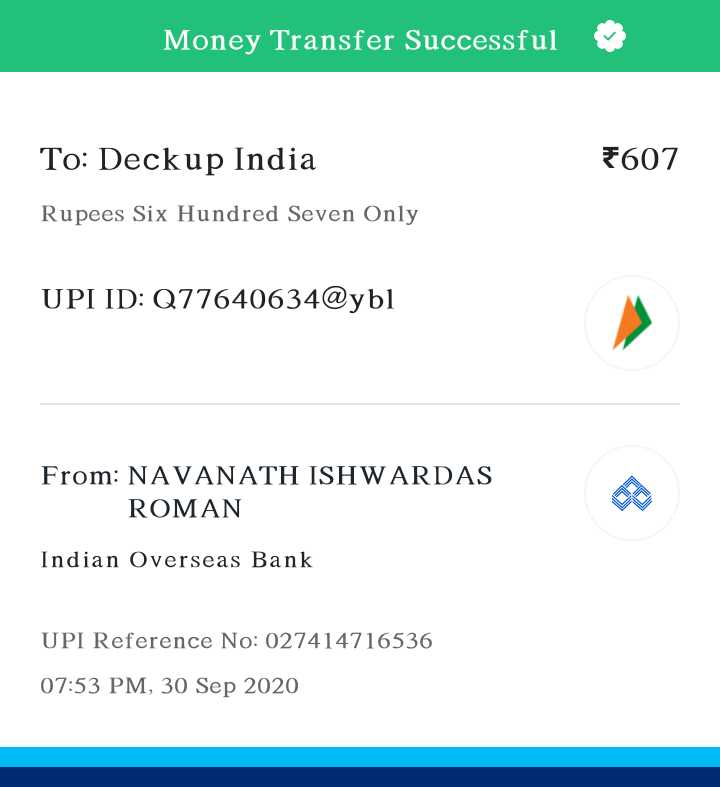 Money Transfer Successful
To: Deckup India
₹607
Rupees Six Hundred Seven Only
UPI ID: Q77640634@ybl
From: NAVANATH ISHWARDAS
ROMAN
Indian Overseas Bank
UPI Reference No: 027414716536
07:53 PM, 30 Sep 2020